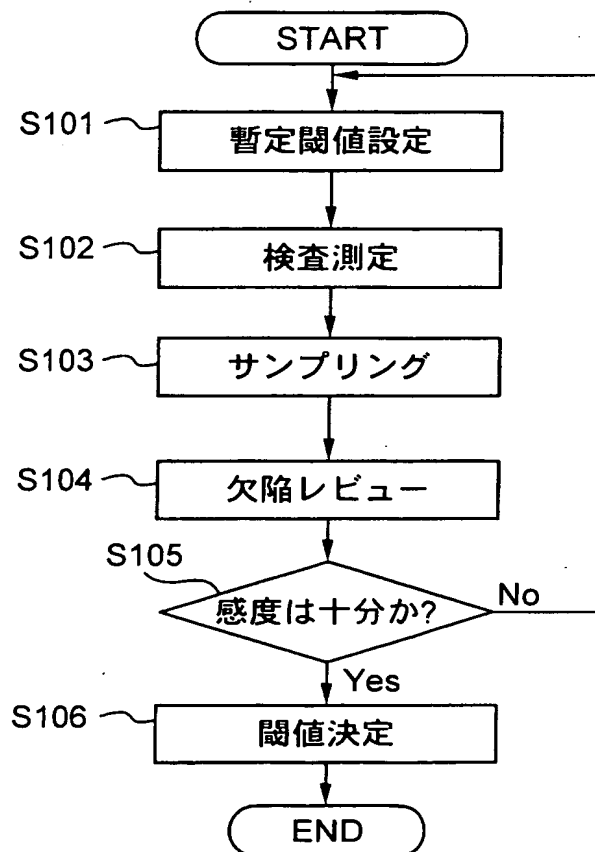 START
S101
暫定閾値設定
S102
検査測定
S103
サンプリング
S104
欠陥レビュー
S105
感度は十分か?
No
Yes
S106
閾値決定
END